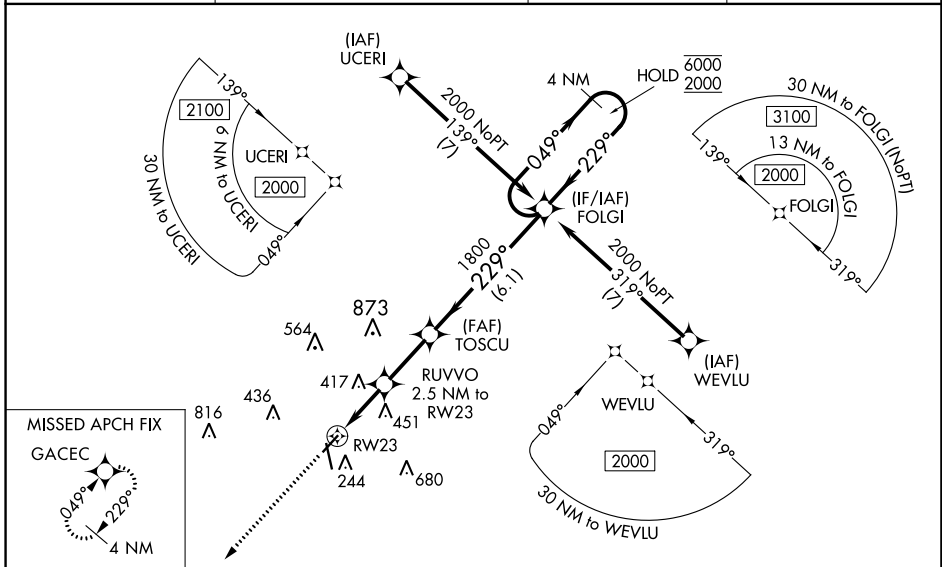 (IAF)
UCERI
2000 NoPT
139°
(7)
4 NM
HOLD
6000
2000
049°
229°
(IF/IAF)
FOLGI
139°
2100
9 NM to UCERI
UCERI
2000
049°
30 NM to UCERI
30 NM to FOLGI (NoPT)
3100
13 NM to FOLGI
139°
2000
FOLGI
319°
1800
229°
(6.1)
2000 NoPT
319°
(7)
(IAF)
WEVLU
(FAF)
TOSCU
873
564
417
RUVVO
2.5 NM to
RW23
451
436
816
RW23
244
680
WEVLU
049°
319°
2000
30 NM to WEVLU
MISSED APCH FIX
GACEC
049°
229°
4 NM